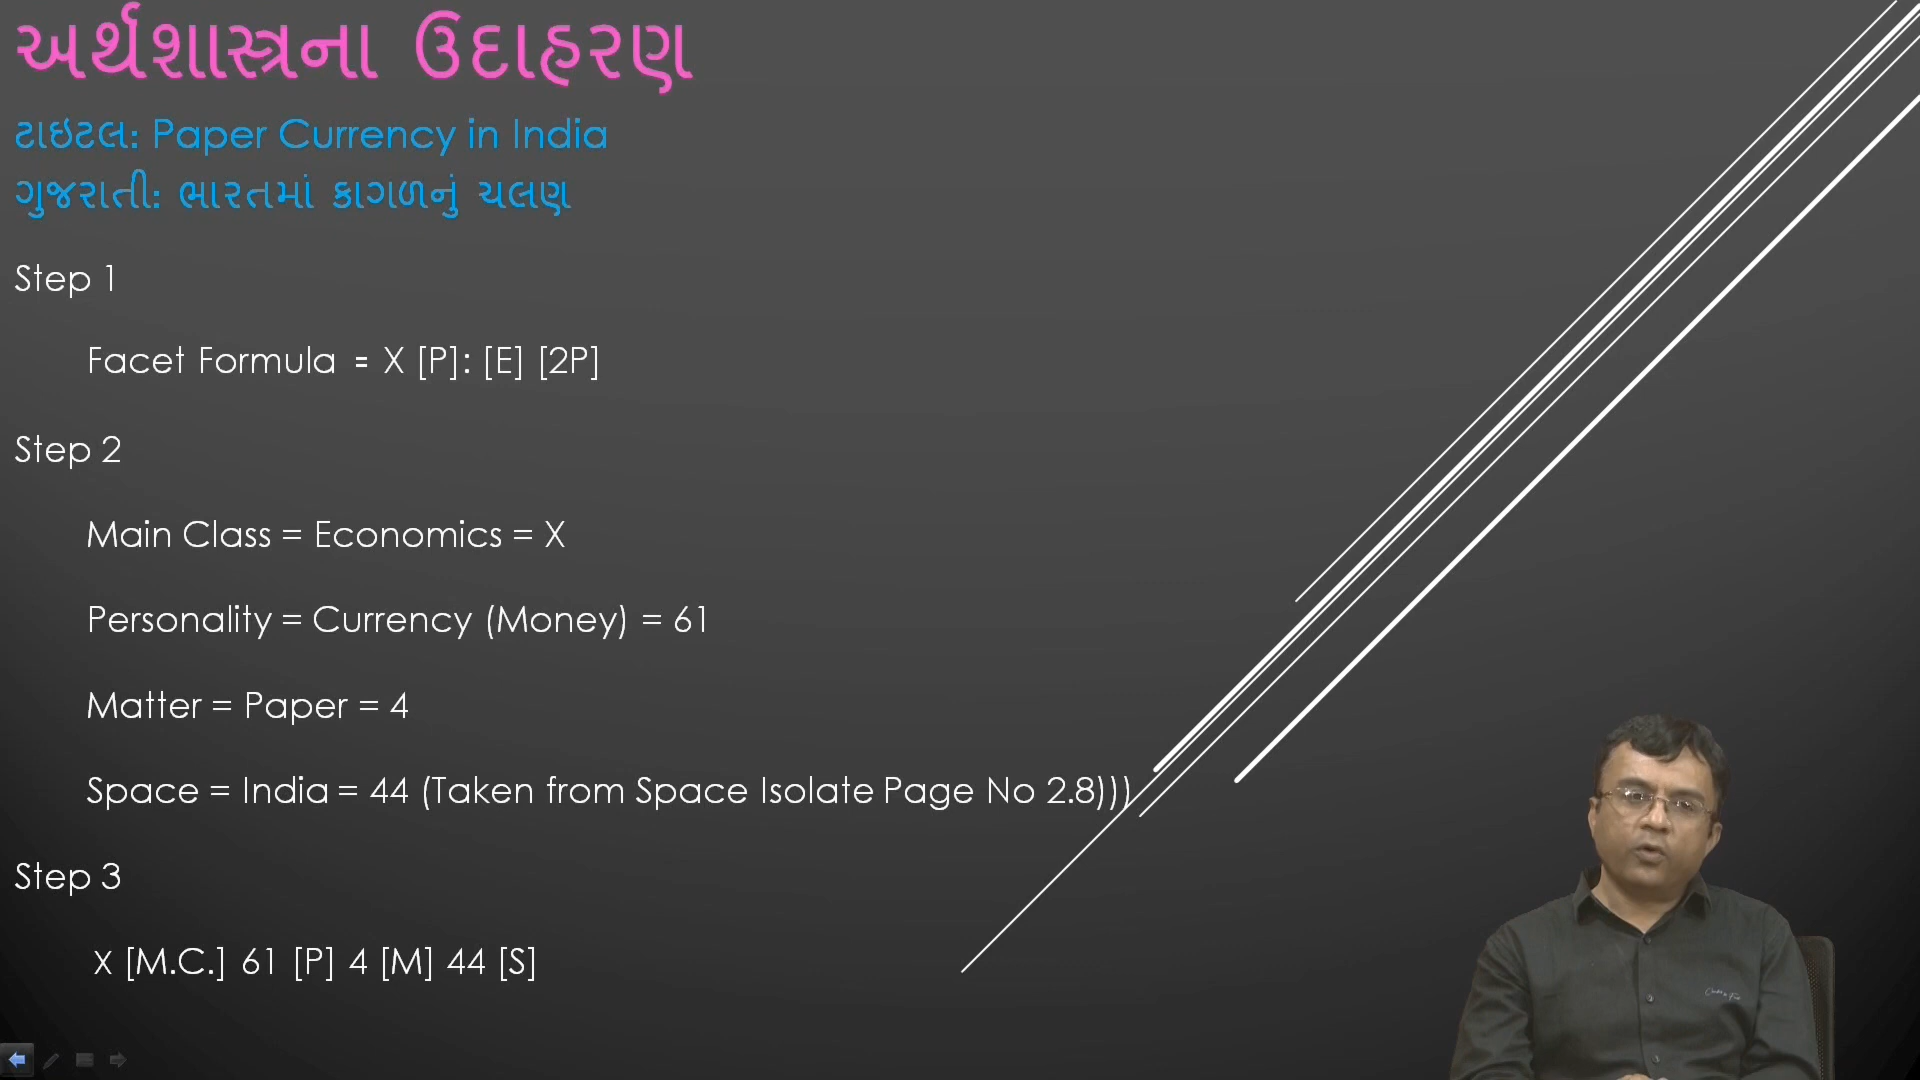 અર્થશાસ્ત્રના ઉદાહરણ
ટાઇટલ: Paper Currency in India
ગુજરાતી: ભારતમાં કાગળનું ચલણ
Step 1
Facet Formula = X [P]: [E] [2P]
Step 2
Main Class = Economics = X
Personality = Currency (Money) = 61
Matter = Paper = 4
Space = India = 44 (Taken from Space Isolate Page No 2.8)))
Step 3
X [M.C.] 61 [P] 4 [M] 44 [S]